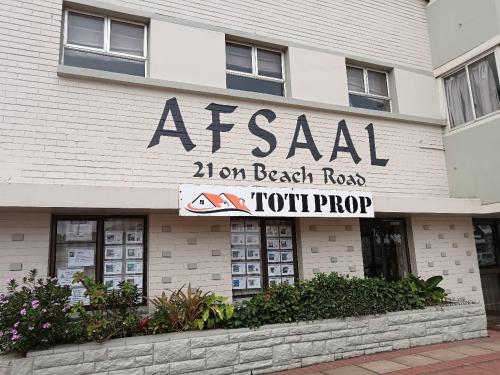 AFSAAL
21 on Beach Road
TOTI PROP